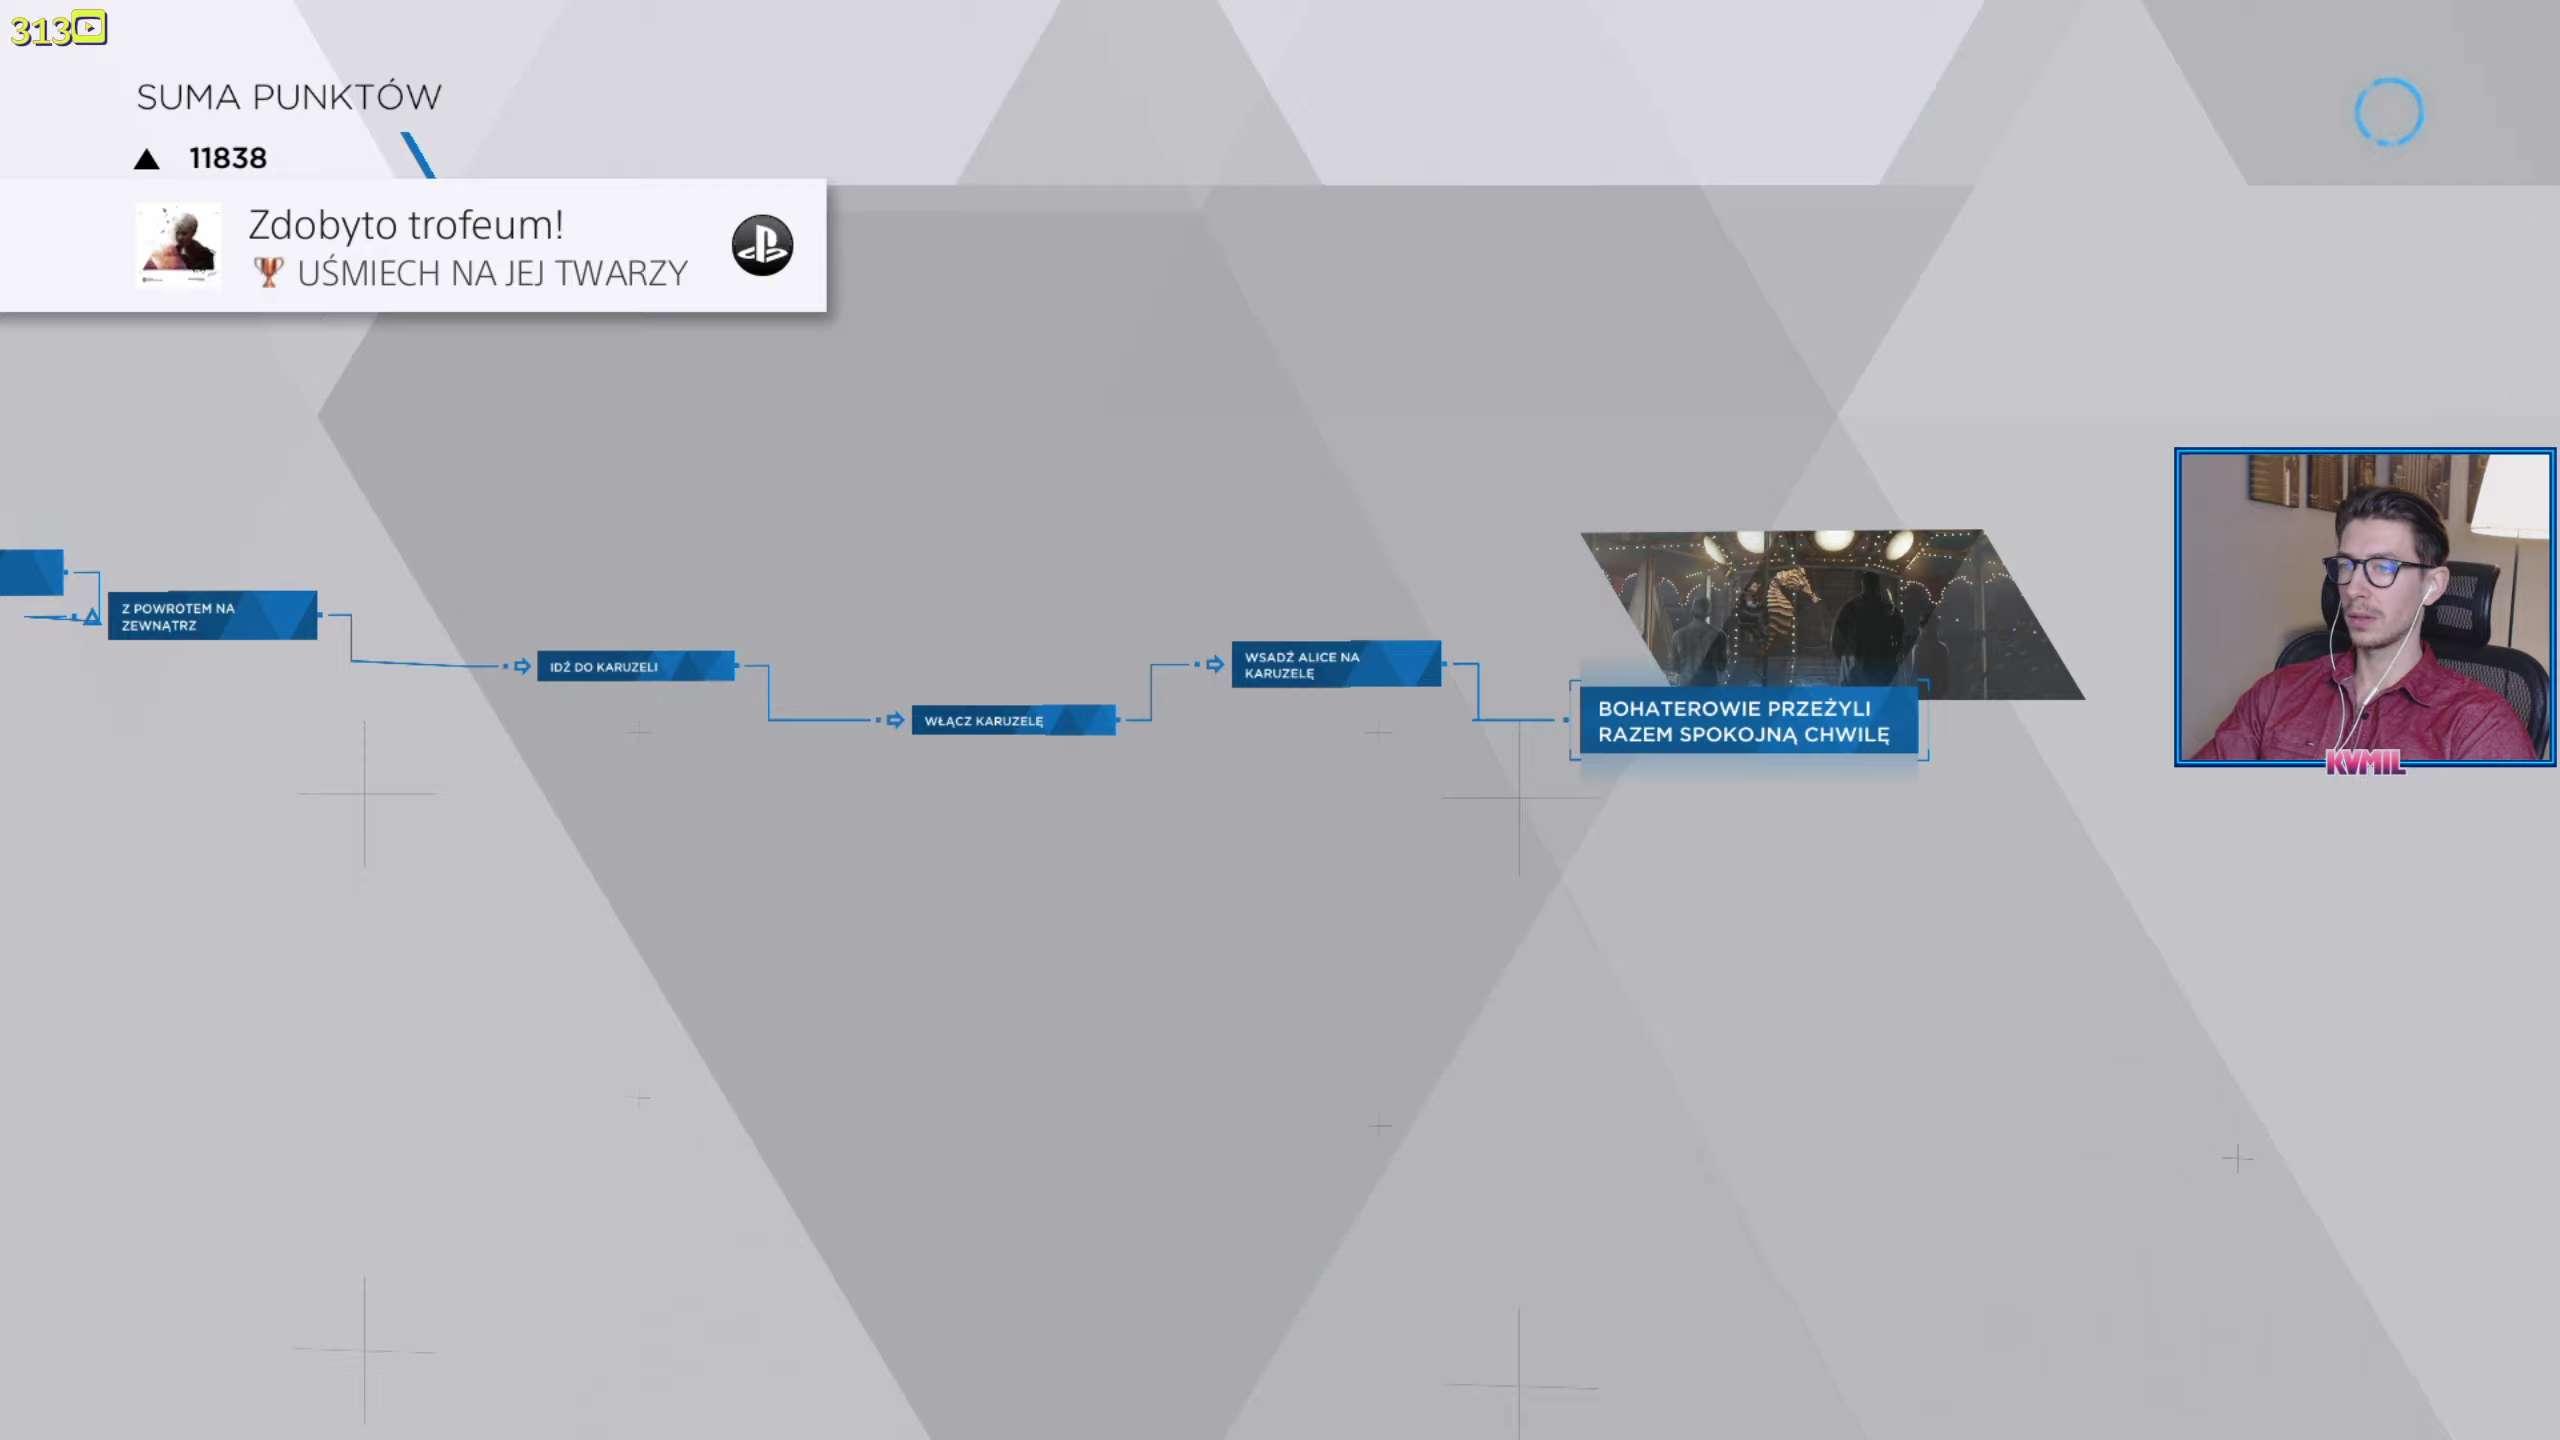 313
SUMA PUNKTÓW
11838
Zdobyto trofeum!
UŚMIECH NA JEJ TWARZY
Z POWROTEM NA
ZEWNĄTRZ
IDŹ DO KARUZELI
WŁĄCZ KARUZELĘ
WSADŹ ALICE NA
KARUZELĘ
BOHATEROWIE PRZEŻYLI
RAZEM SPOKOJNĄ CHWILĘ
KVMIL